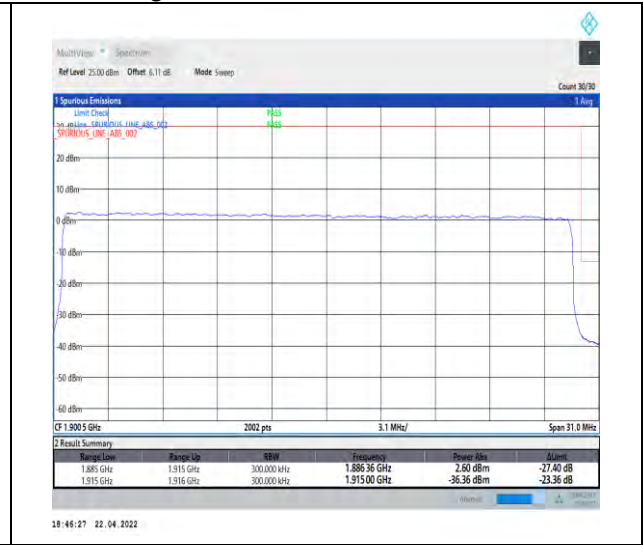 MultiView Spectrum
Ref Level 25.00 dBm Offset 6.11 dB Mode Sweep
Count 30/30
1 Spurious Emissions 1 Avg
Limit Check PASS
Line SPURIOUS_LINE_ABS_002 PASS
SPURIOUS_LINE_ABS_002
20 dBm
10 dBm
0 dBm
-10 dBm
-20 dBm
-30 dBm
-40 dBm
-50 dBm
-60 dBm
CF 1.9005 GHz 2002 pts 3.1 MHz/ Span 31.0 MHz
2 Result Summary
Range Low Range Up RBW Frequency Power Abs ΔLimit
1.885 GHz 1.915 GHz 300.000 kHz 1.88636 GHz 2.60 dBm -27.40 dB
1.915 GHz 1.916 GHz 300.000 kHz 1.91500 GHz -36.36 dBm -23.36 dB
18:46:27 22.04.2022